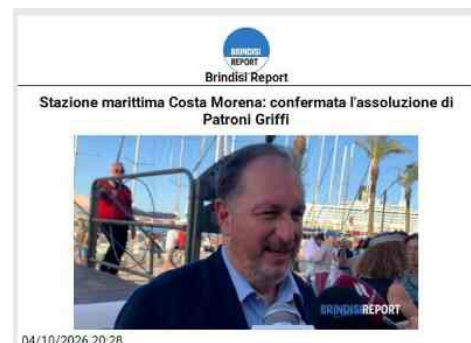 BRINDISI
REPORT
Brindisi Report
Stazione marittima Costa Morena: confermata l'assoluzione di
Patroni Griffi
BRINDISIREPORT
04/10/2026 20:28